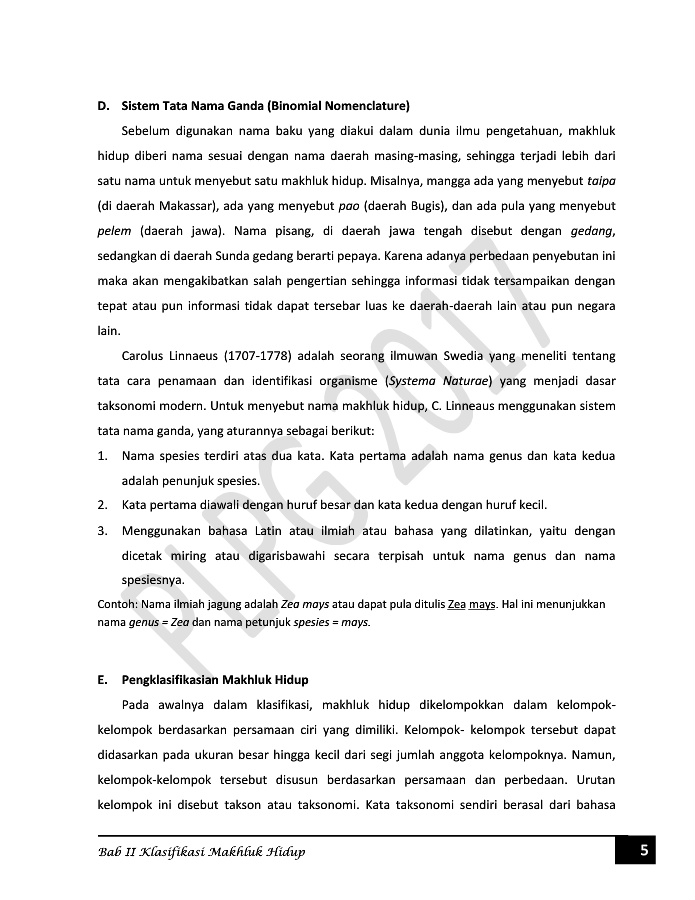 D. Sistem Tata Nama Ganda (Binomial Nomenclature)
Sebelum digunakan nama baku yang diakui dalam dunia ilmu pengetahuan, makhluk
hidup diberi nama sesuai dengan nama daerah masing-masing, sehingga terjadi lebih dari
satu nama untuk menyebut satu makhluk hidup. Misalnya, mangga ada yang menyebut taipa
(di daerah Makassar), ada yang menyebut pao (daerah Bugis), dan ada pula yang menyebut
pelem (daerah jawa). Nama pisang, di daerah jawa tengah disebut dengan gedang,
sedangkan di daerah Sunda gedang berarti pepaya. Karena adanya perbedaan penyebutan ini
maka akan mengakibatkan salah pengertian sehingga informasi tidak tersampaikan dengan
tepat atau pun informasi tidak dapat tersebar luas ke daerah-daerah lain atau pun negara
lain.
Carolus Linnaeus (1707-1778) adalah seorang ilmuwan Swedia yang meneliti tentang
tata cara penamaan dan identifikasi organisme (Systema Naturae) yang menjadi dasar
taksonomi modern. Untuk menyebut nama makhluk hidup, C. Linneaus menggunakan sistem
tata nama ganda, yang aturannya sebagai berikut:
1. Nama spesies terdiri atas dua kata. Kata pertama adalah nama genus dan kata kedua
adalah penunjuk spesies.
2. Kata pertama diawali dengan huruf besar dan kata kedua dengan huruf kecil.
3. Menggunakan bahasa Latin atau ilmiah atau bahasa yang dilatinkan, yaitu dengan
dicetak miring atau digarisbawahi secara terpisah untuk nama genus dan nama
spesiesnya.
Contoh: Nama ilmiah jagung adalah Zea mays atau dapat pula ditulis Zea mays. Hal ini menunjukkan
nama genus = Zea dan nama petunjuk spesies = mays.
E. Pengklasifikasian Makhluk Hidup
Pada awalnya dalam klasifikasi, makhluk hidup dikelompokkan dalam kelompok-
kelompok berdasarkan persamaan ciri yang dimiliki. Kelompok- kelompok tersebut dapat
didasarkan pada ukuran besar hingga kecil dari segi jumlah anggota kelompoknya. Namun,
kelompok-kelompok tersebut disusun berdasarkan persamaan dan perbedaan. Urutan
kelompok ini disebut takson atau taksonomi. Kata taksonomi sendiri berasal dari bahasa
Bab II Klasifikasi Makhluk Hidup 5
PLPG 2017